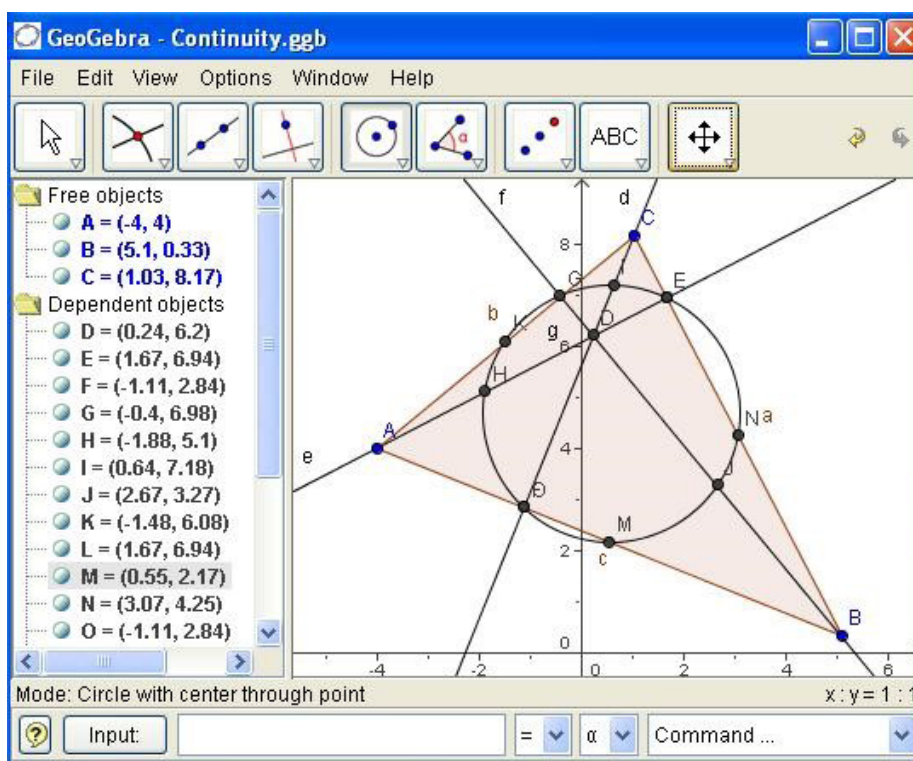 GeoGebra - Continuity.ggb
File Edit View Options Window Help
ABC
Free objects
A = (-4, 4)
B = (5.1, 0.33)
C = (1.03, 8.17)
Dependent objects
D = (0.24, 6.2)
E = (1.67, 6.94)
F = (-1.11, 2.84)
G = (-0.4, 6.98)
H = (-1.88, 5.1)
I = (0.64, 7.18)
J = (2.67, 3.27)
K = (-1.48, 6.08)
L = (1.67, 6.94)
M = (0.55, 2.17)
N = (3.07, 4.25)
O = (-1.11, 2.84)
f d
C
8
G I E
b K D
g 6
H
N a
A 4
e
J
M
2 c
B
0
-4 -2 0 2 4 6
Mode: Circle with center through point x : y = 1 : 1
Input: = α Command ...